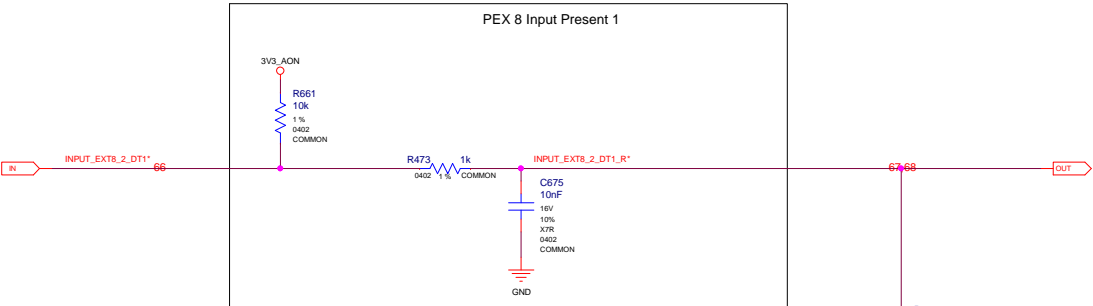 PEX 8 Input Present 1
3V3_AON
R661
10k
1 %
0402
COMMON
IN
INPUT_EXT8_2_DT1*
66
R473 1k
0402 1 % COMMON
INPUT_EXT8_2_DT1_R*
67 68
OUT
C675
10nF
16V
10%
X7R
0402
COMMON
GND